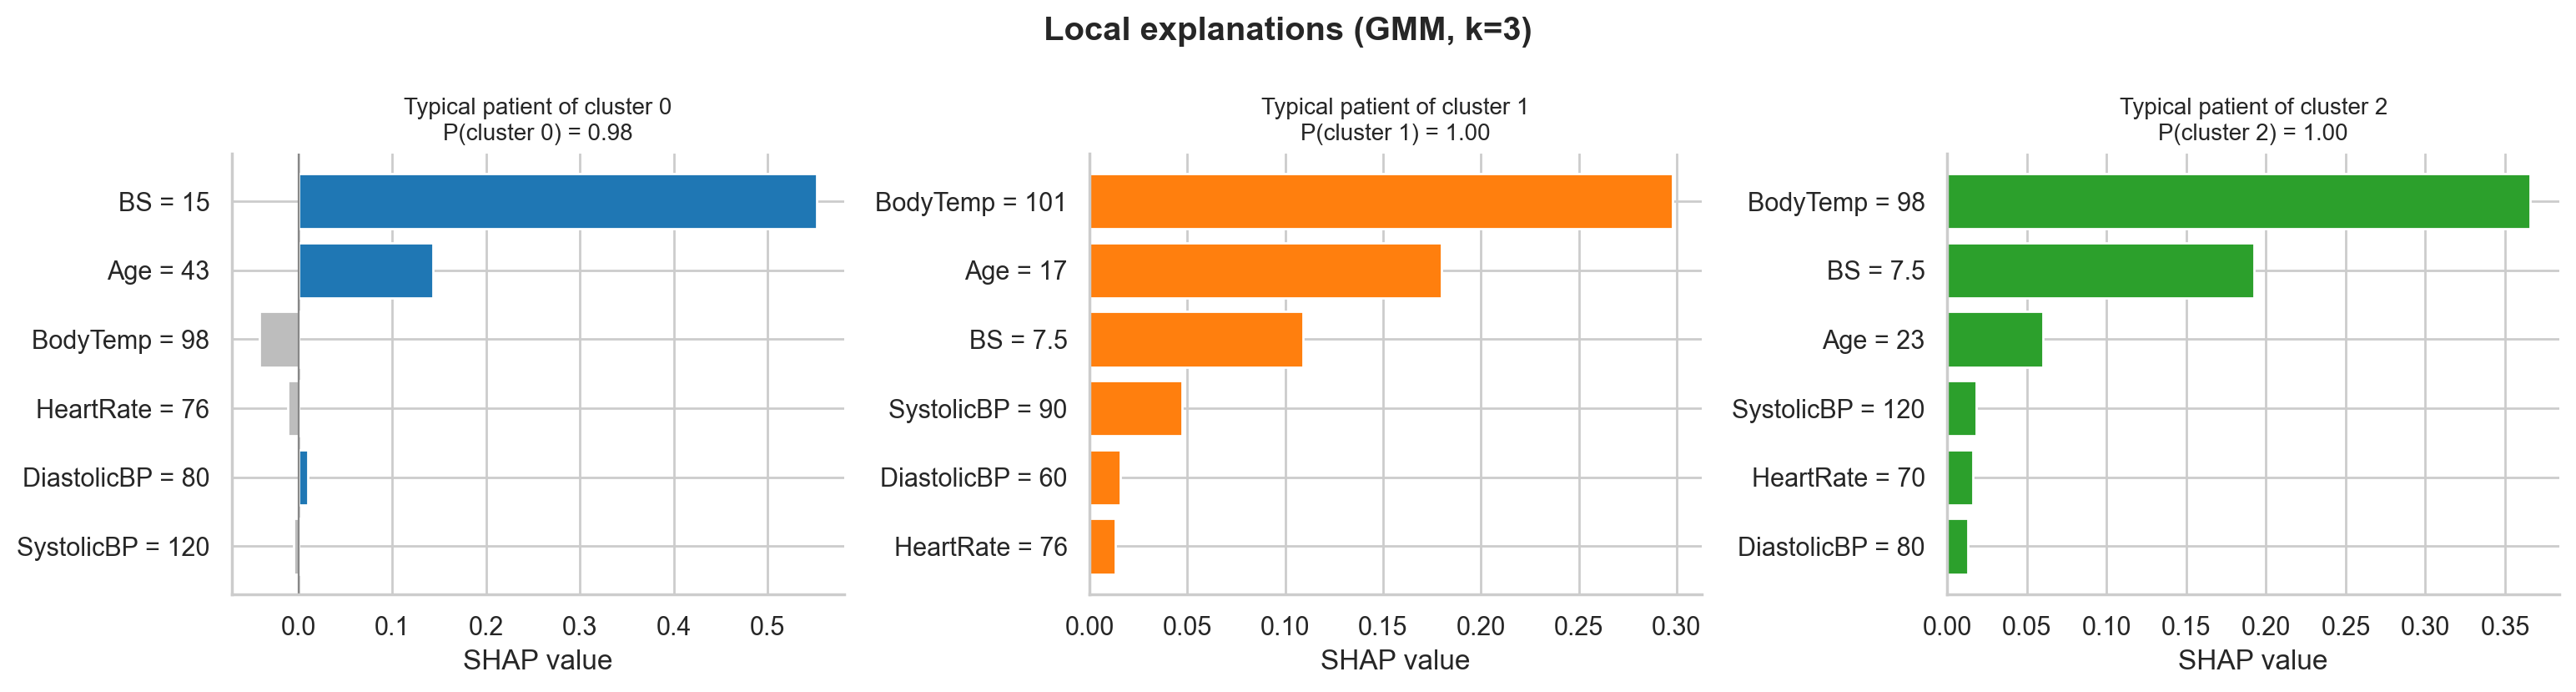 Local explanations (GMM, k=3)
Typical patient of cluster 0
P(cluster 0) = 0.98
BS = 15
Age = 43
BodyTemp = 98
HeartRate = 76
DiastolicBP = 80
SystolicBP = 120
0.0 0.1 0.2 0.3 0.4 0.5
SHAP value
Typical patient of cluster 1
P(cluster 1) = 1.00
BodyTemp = 101
Age = 17
BS = 7.5
SystolicBP = 90
DiastolicBP = 60
HeartRate = 76
0.00 0.05 0.10 0.15 0.20 0.25 0.30
SHAP value
Typical patient of cluster 2
P(cluster 2) = 1.00
BodyTemp = 98
BS = 7.5
Age = 23
SystolicBP = 120
HeartRate = 70
DiastolicBP = 80
0.00 0.05 0.10 0.15 0.20 0.25 0.30 0.35
SHAP value